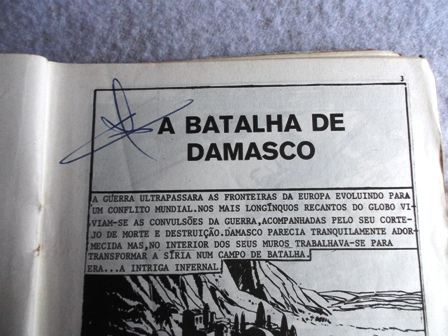 3
A BATALHA DE
DAMASCO
A GUERRA ULTRAPASSARA AS FRONTEIRAS DA EUROPA EVOLUINDO PARA
UM CONFLITO MUNDIAL.NOS MAIS LONGÍNQUOS RECANTOS DO GLOBO VI-
VIAM-SE AS CONVULSÕES DA GUERRA,ACOMPANHADAS PELO SEU CORTE-
JO DE MORTE E DESTRUIÇÃO.DAMASCO PARECIA TRANQUILAMENTE ADOR-
MECIDA MAS,NO INTERIOR DOS SEUS MUROS TRABALHAVA-SE PARA
TRANSFORMAR A SÍRIA NUM CAMPO DE BATALHA.
ERA...A INTRIGA INFERNAL